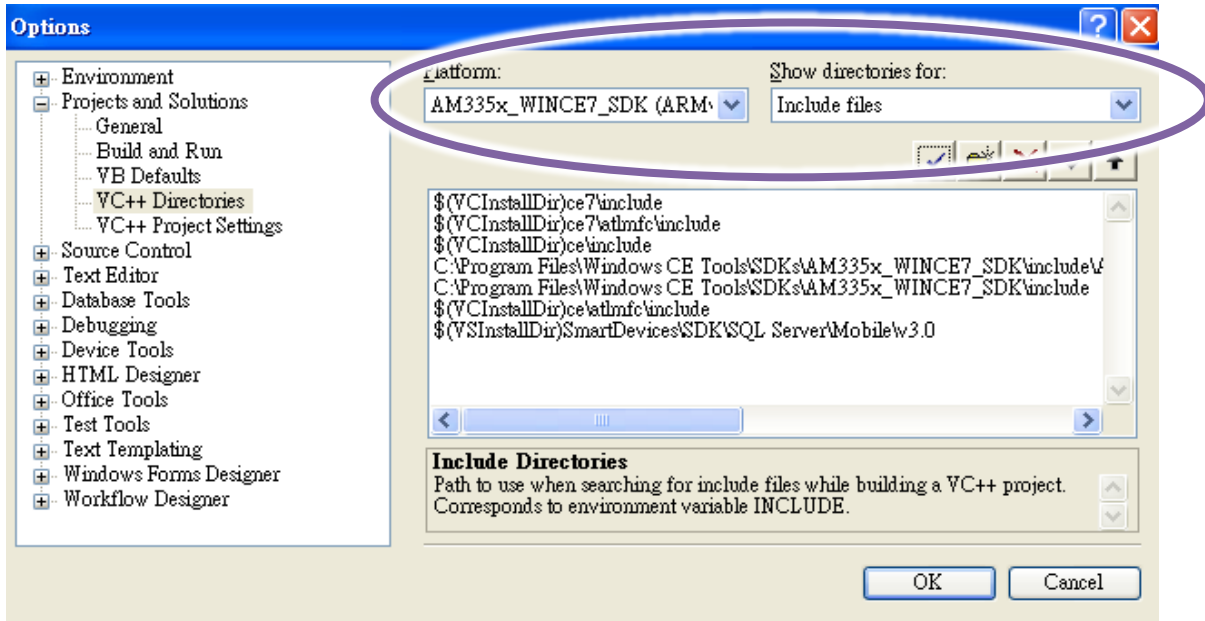 Options
Environment
Projects and Solutions
General
Build and Run
VB Defaults
VC++ Directories
VC++ Project Settings
Source Control
Text Editor
Database Tools
Debugging
Device Tools
HTML Designer
Office Tools
Test Tools
Text Templating
Windows Forms Designer
Workflow Designer
Platform:
AM335x_WINCE7_SDK (ARM
Show directories for:
Include files
$(VCInstallDir)ce7\include
$(VCInstallDir)ce7\atlmfc\include
$(VCInstallDir)ce\include
C:\Program Files\Windows CE Tools\SDKs\AM335x_WINCE7_SDK\include\A
C:\Program Files\Windows CE Tools\SDKs\AM335x_WINCE7_SDK\include
$(VCInstallDir)ce\atlmfc\include
$(VSInstallDir)SmartDevices\SDK\SQL Server\Mobile\v3.0
Include Directories
Path to use when searching for include files while building a VC++ project.
Corresponds to environment variable INCLUDE.
OK
Cancel